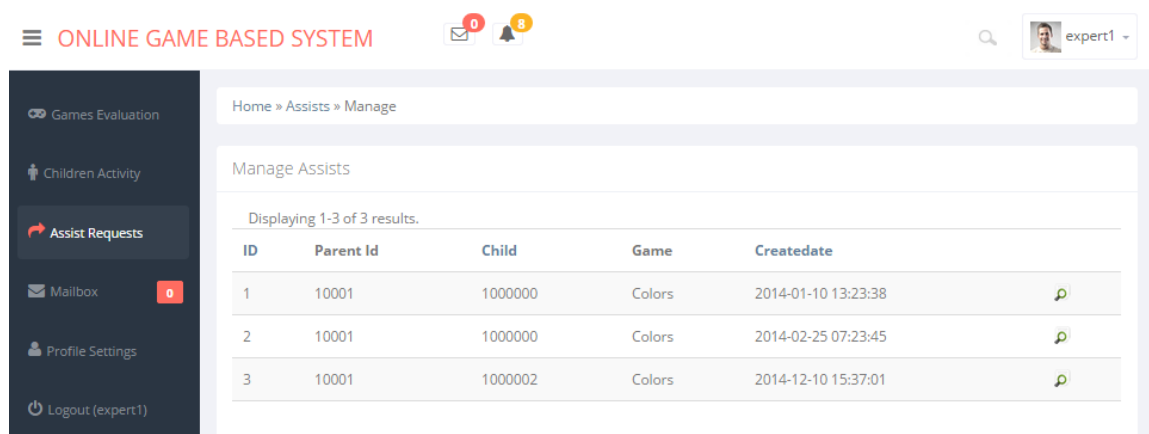 ONLINE GAME BASED SYSTEM 0 8 expert1
Games Evaluation
Children Activity
Assist Requests
Mailbox 0
Profile Settings
Logout (expert1)
Home » Assists » Manage
Manage Assists
Displaying 1-3 of 3 results.
ID Parent Id Child Game Createdate
1 10001 1000000 Colors 2014-01-10 13:23:38
2 10001 1000000 Colors 2014-02-25 07:23:45
3 10001 1000002 Colors 2014-12-10 15:37:01